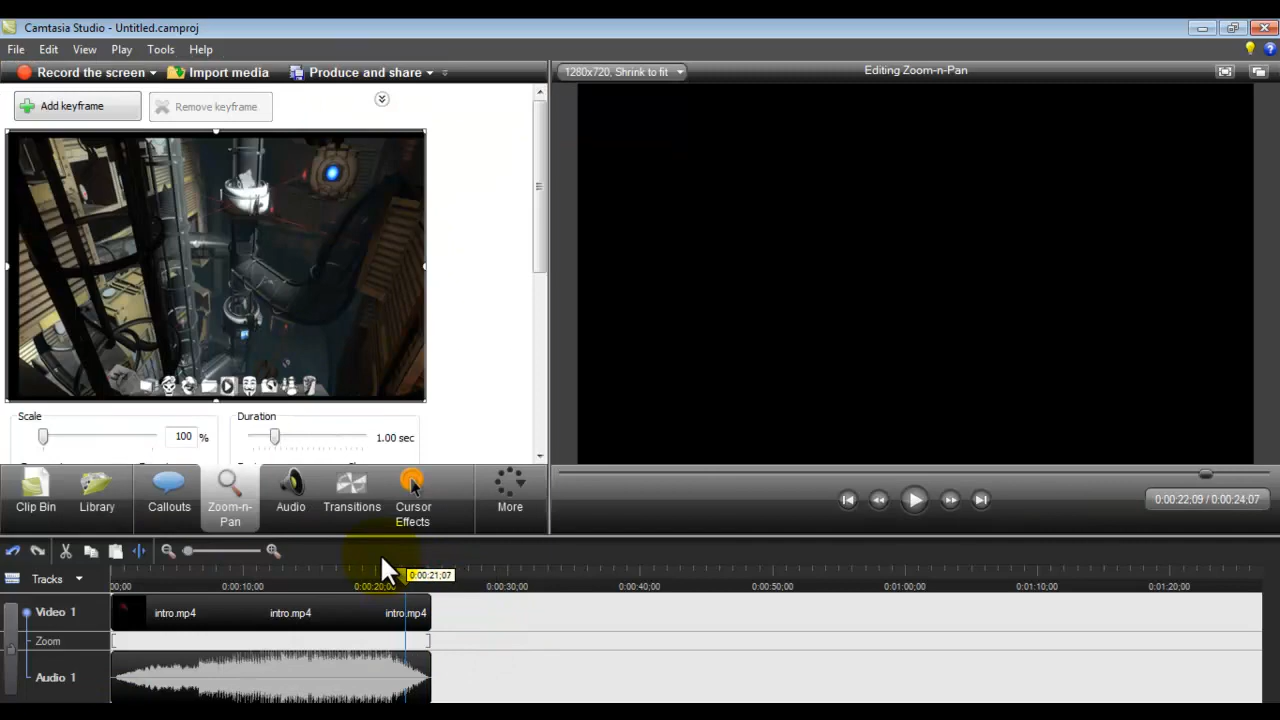 Camtasia Studio - Untitled.camproj
File Edit View Play Tools Help
Record the screen Import media Produce and share
1280x720, Shrink to fit Editing Zoom-n-Pan
Add keyframe Remove keyframe
Scale Duration
100 % 1.00 sec
Clip Bin Library Callouts Zoom-n-Pan Audio Transitions Cursor Effects More
0:00:22;09 / 0:00:24;07
0:00:21;07
Tracks 00;00 0:00:10;00 0:00:20;00 0:00:30;00 0:00:40;00 0:00:50;00 0:01:00;00 0:01:10;00 0:01:20;00
Video 1 intro.mp4 intro.mp4 intro.mp4
Zoom
Audio 1